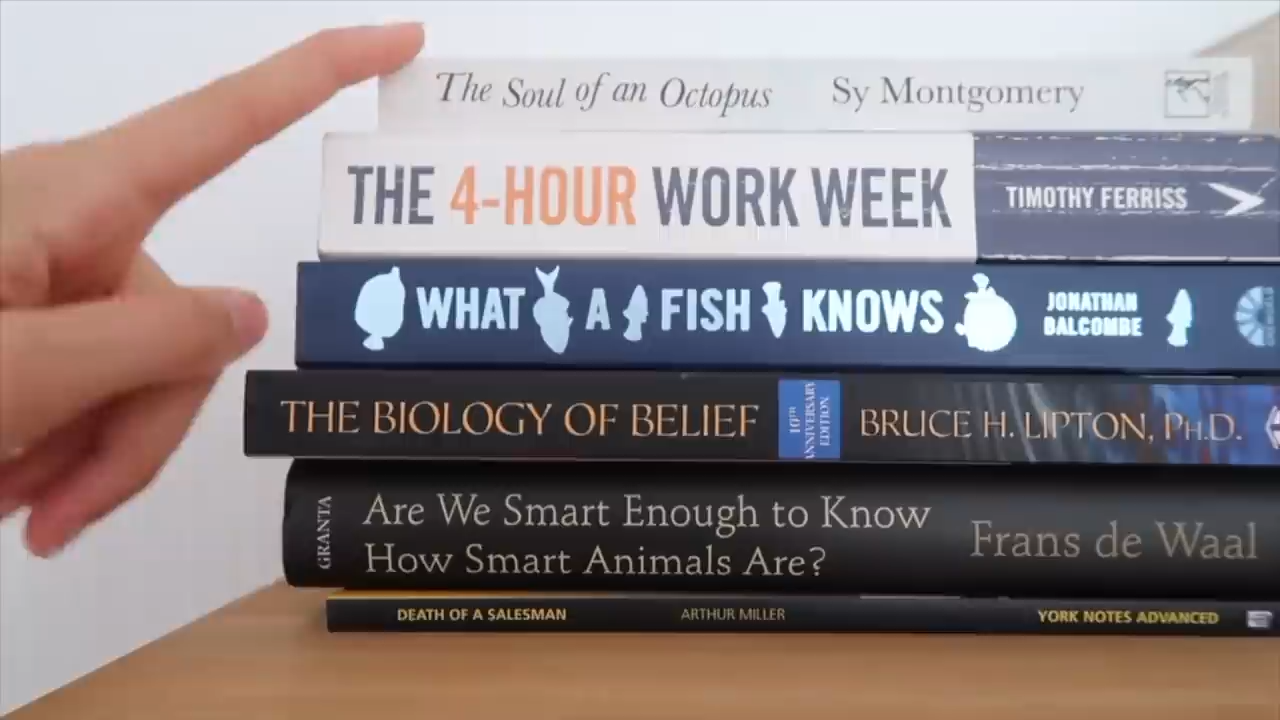 The Soul of an Octopus Sy Montgomery
THE 4-HOUR WORK WEEK TIMOTHY FERRISS
WHAT A FISH KNOWS JONATHAN BALCOMBE
THE BIOLOGY OF BELIEF 10TH ANNIVERSARY EDITION BRUCE H. LIPTON, PH.D.
GRANTA
Are We Smart Enough to Know
How Smart Animals Are? Frans de Waal
DEATH OF A SALESMAN ARTHUR MILLER YORK NOTES ADVANCED